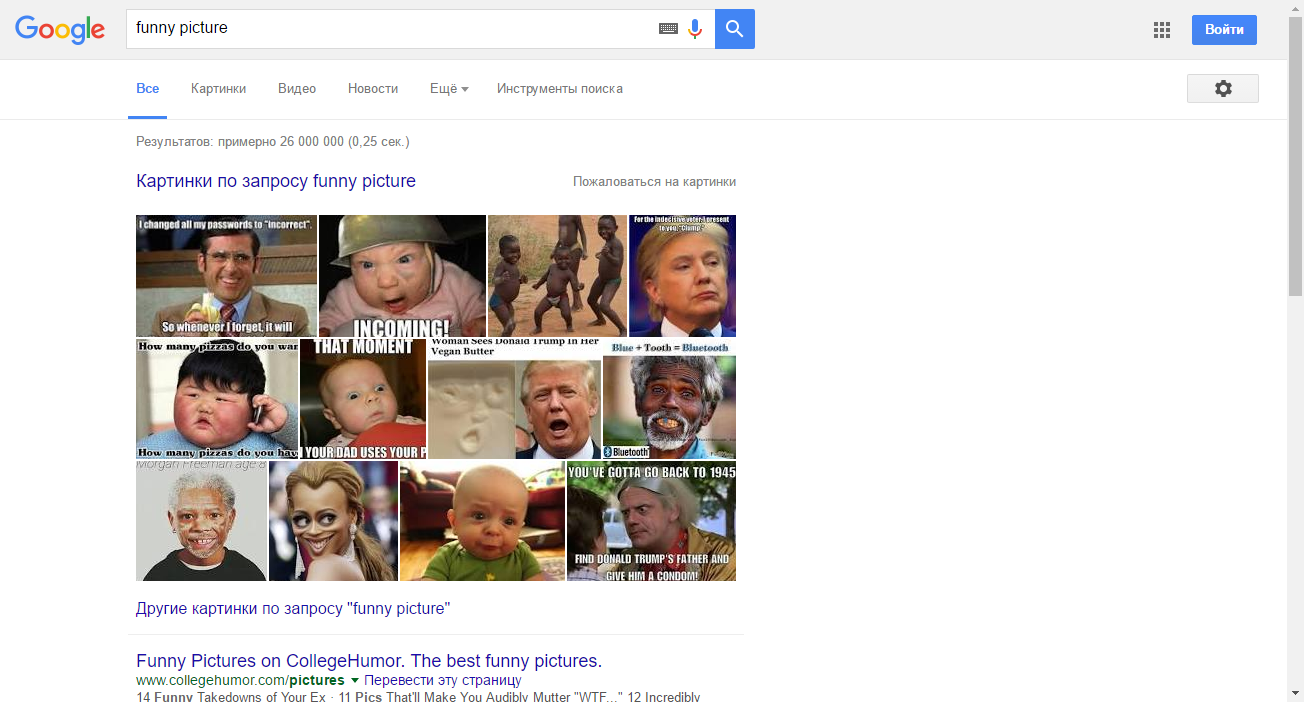 Google
funny picture
Войти
Все
Картинки
Видео
Новости
Ещё
Инструменты поиска
Результатов: примерно 26 000 000 (0,25 сек.)
Картинки по запросу funny picture
Пожаловаться на картинки
I changed all my passwords to "incorrect".
So whenever I forget, it will
INCOMING!
For the indecisive voter, I present
to you, "Clump"
How many pizzas do you wan
How many pizzas do you hav
THAT MOMENT
YOUR DAD USES YOUR P
Woman Sees Donald Trump In Her
Vegan Butter
Blue + Tooth = Bluetooth
Bluetooth
Morgan Freeman age 8
YOU'VE GOTTA GO BACK TO 1945
FIND DONALD TRUMP'S FATHER AND
GIVE HIM A CONDOM!
Другие картинки по запросу "funny picture"
Funny Pictures on CollegeHumor. The best funny pictures.
www.collegehumor.com/pictures Перевести эту страницу
14 Funny Takedowns of Your Ex · 11 Pics That'll Make You Audibly Mutter "WTF..." 12 Incredibly